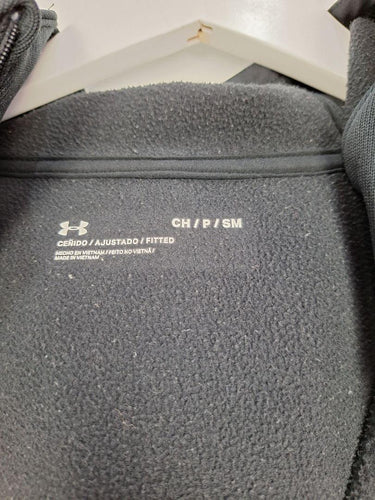 CH / P / SM
CEÑIDO / AJUSTADO / FITTED
HECHO EN VIETNAM / FEITO NO VIETNÃ /
MADE IN VIETNAM